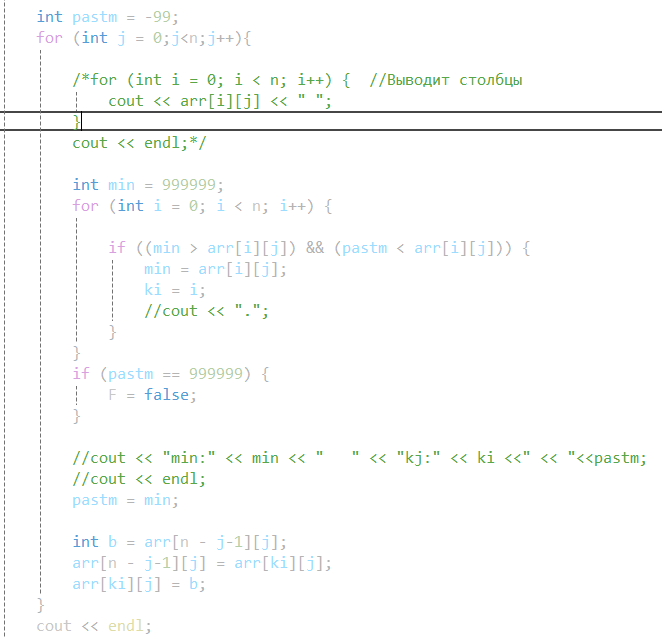 int pastm = -99;
for (int j = 0;j<n;j++){
/*for (int i = 0; i < n; i++) {  //Выводит столбцы
cout << arr[i][j] << " ";
}
cout << endl;*/
int min = 999999;
for (int i = 0; i < n; i++) {
if ((min > arr[i][j]) && (pastm < arr[i][j])) {
min = arr[i][j];
ki = i;
//cout << ".";
}
}
if (pastm == 999999) {
F = false;
}
//cout << "min:" << min << "   " << "kj:" << ki <<" << "<<pastm;
//cout << endl;
pastm = min;
int b = arr[n - j-1][j];
arr[n - j-1][j] = arr[ki][j];
arr[ki][j] = b;
}
cout << endl;